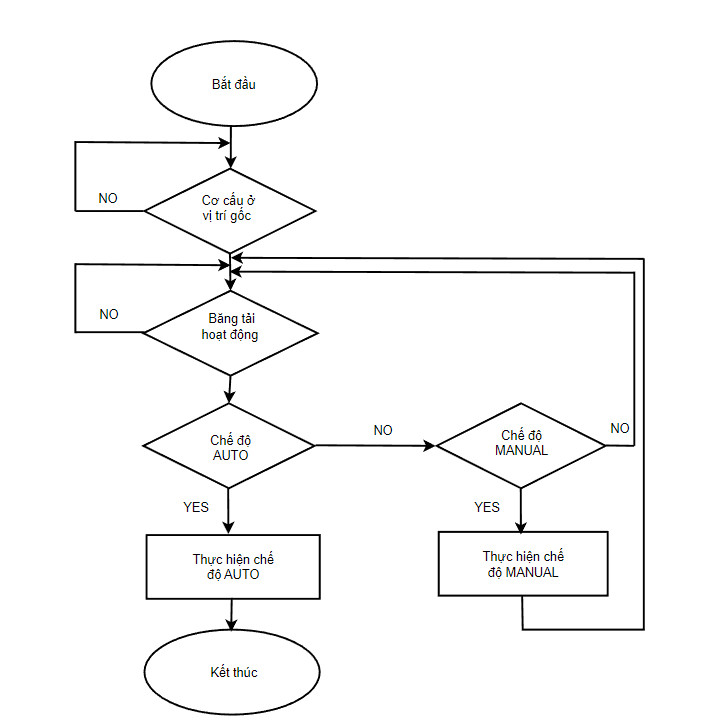 Bắt đầu
NO
Cơ cấu ở
vị trí gốc
NO
Băng tải
hoạt động
Chế độ
AUTO
NO
Chế độ
MANUAL
NO
YES
YES
Thực hiện chế
độ AUTO
Thực hiện chế
độ MANUAL
Kết thúc